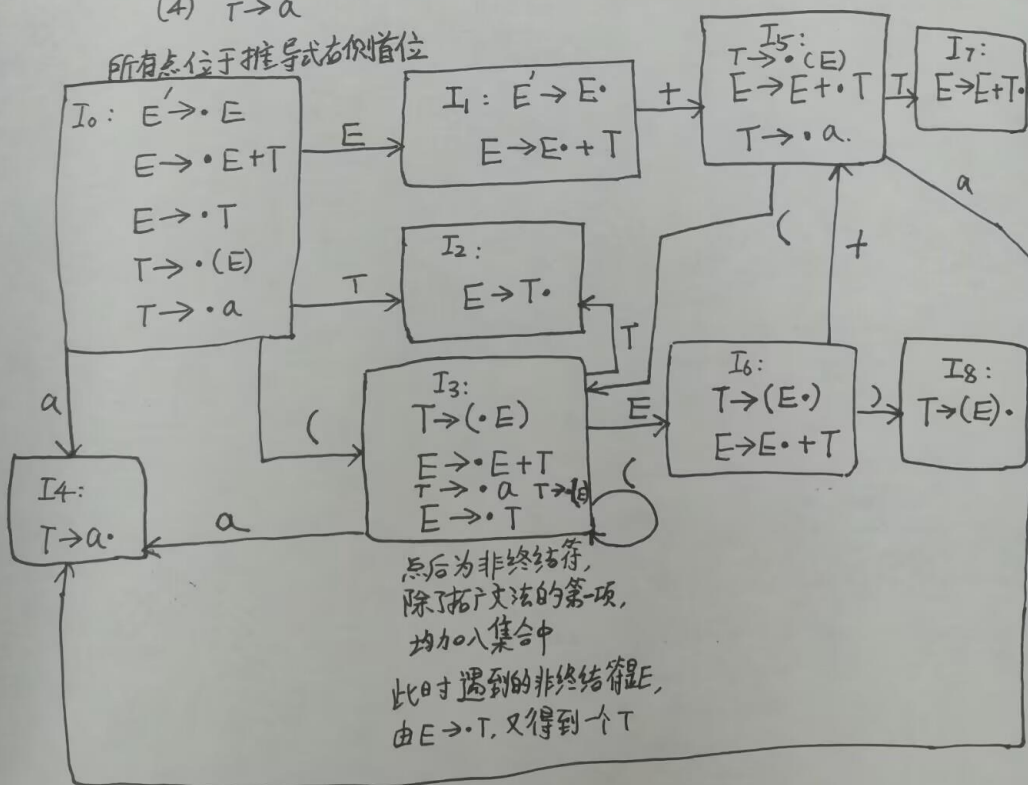 (4) T→a
所有点位于推导式右侧首位
I₀: E′→·E
E→·E+T
E→·T
T→·(E)
T→·a
E
I₁: E′→E·
E→E·+T
+
I5:
T→·(E)
E→E+·T
T→·a.
T
I7:
E→E+T·
a
(
+
T
I2:
E→T·
T
a
(
I3:
T→(·E)
E→·E+T
T→·a T→·(E)
E→·T
E
(
I6:
T→(E·)
E→E·+T
)
I8:
T→(E)·
I4:
T→a·
a
点后为非终结符,
除了拓广文法的第一项,
均加入集合中
此时遇到的非终结符是E,
由E→·T,又得到一个T